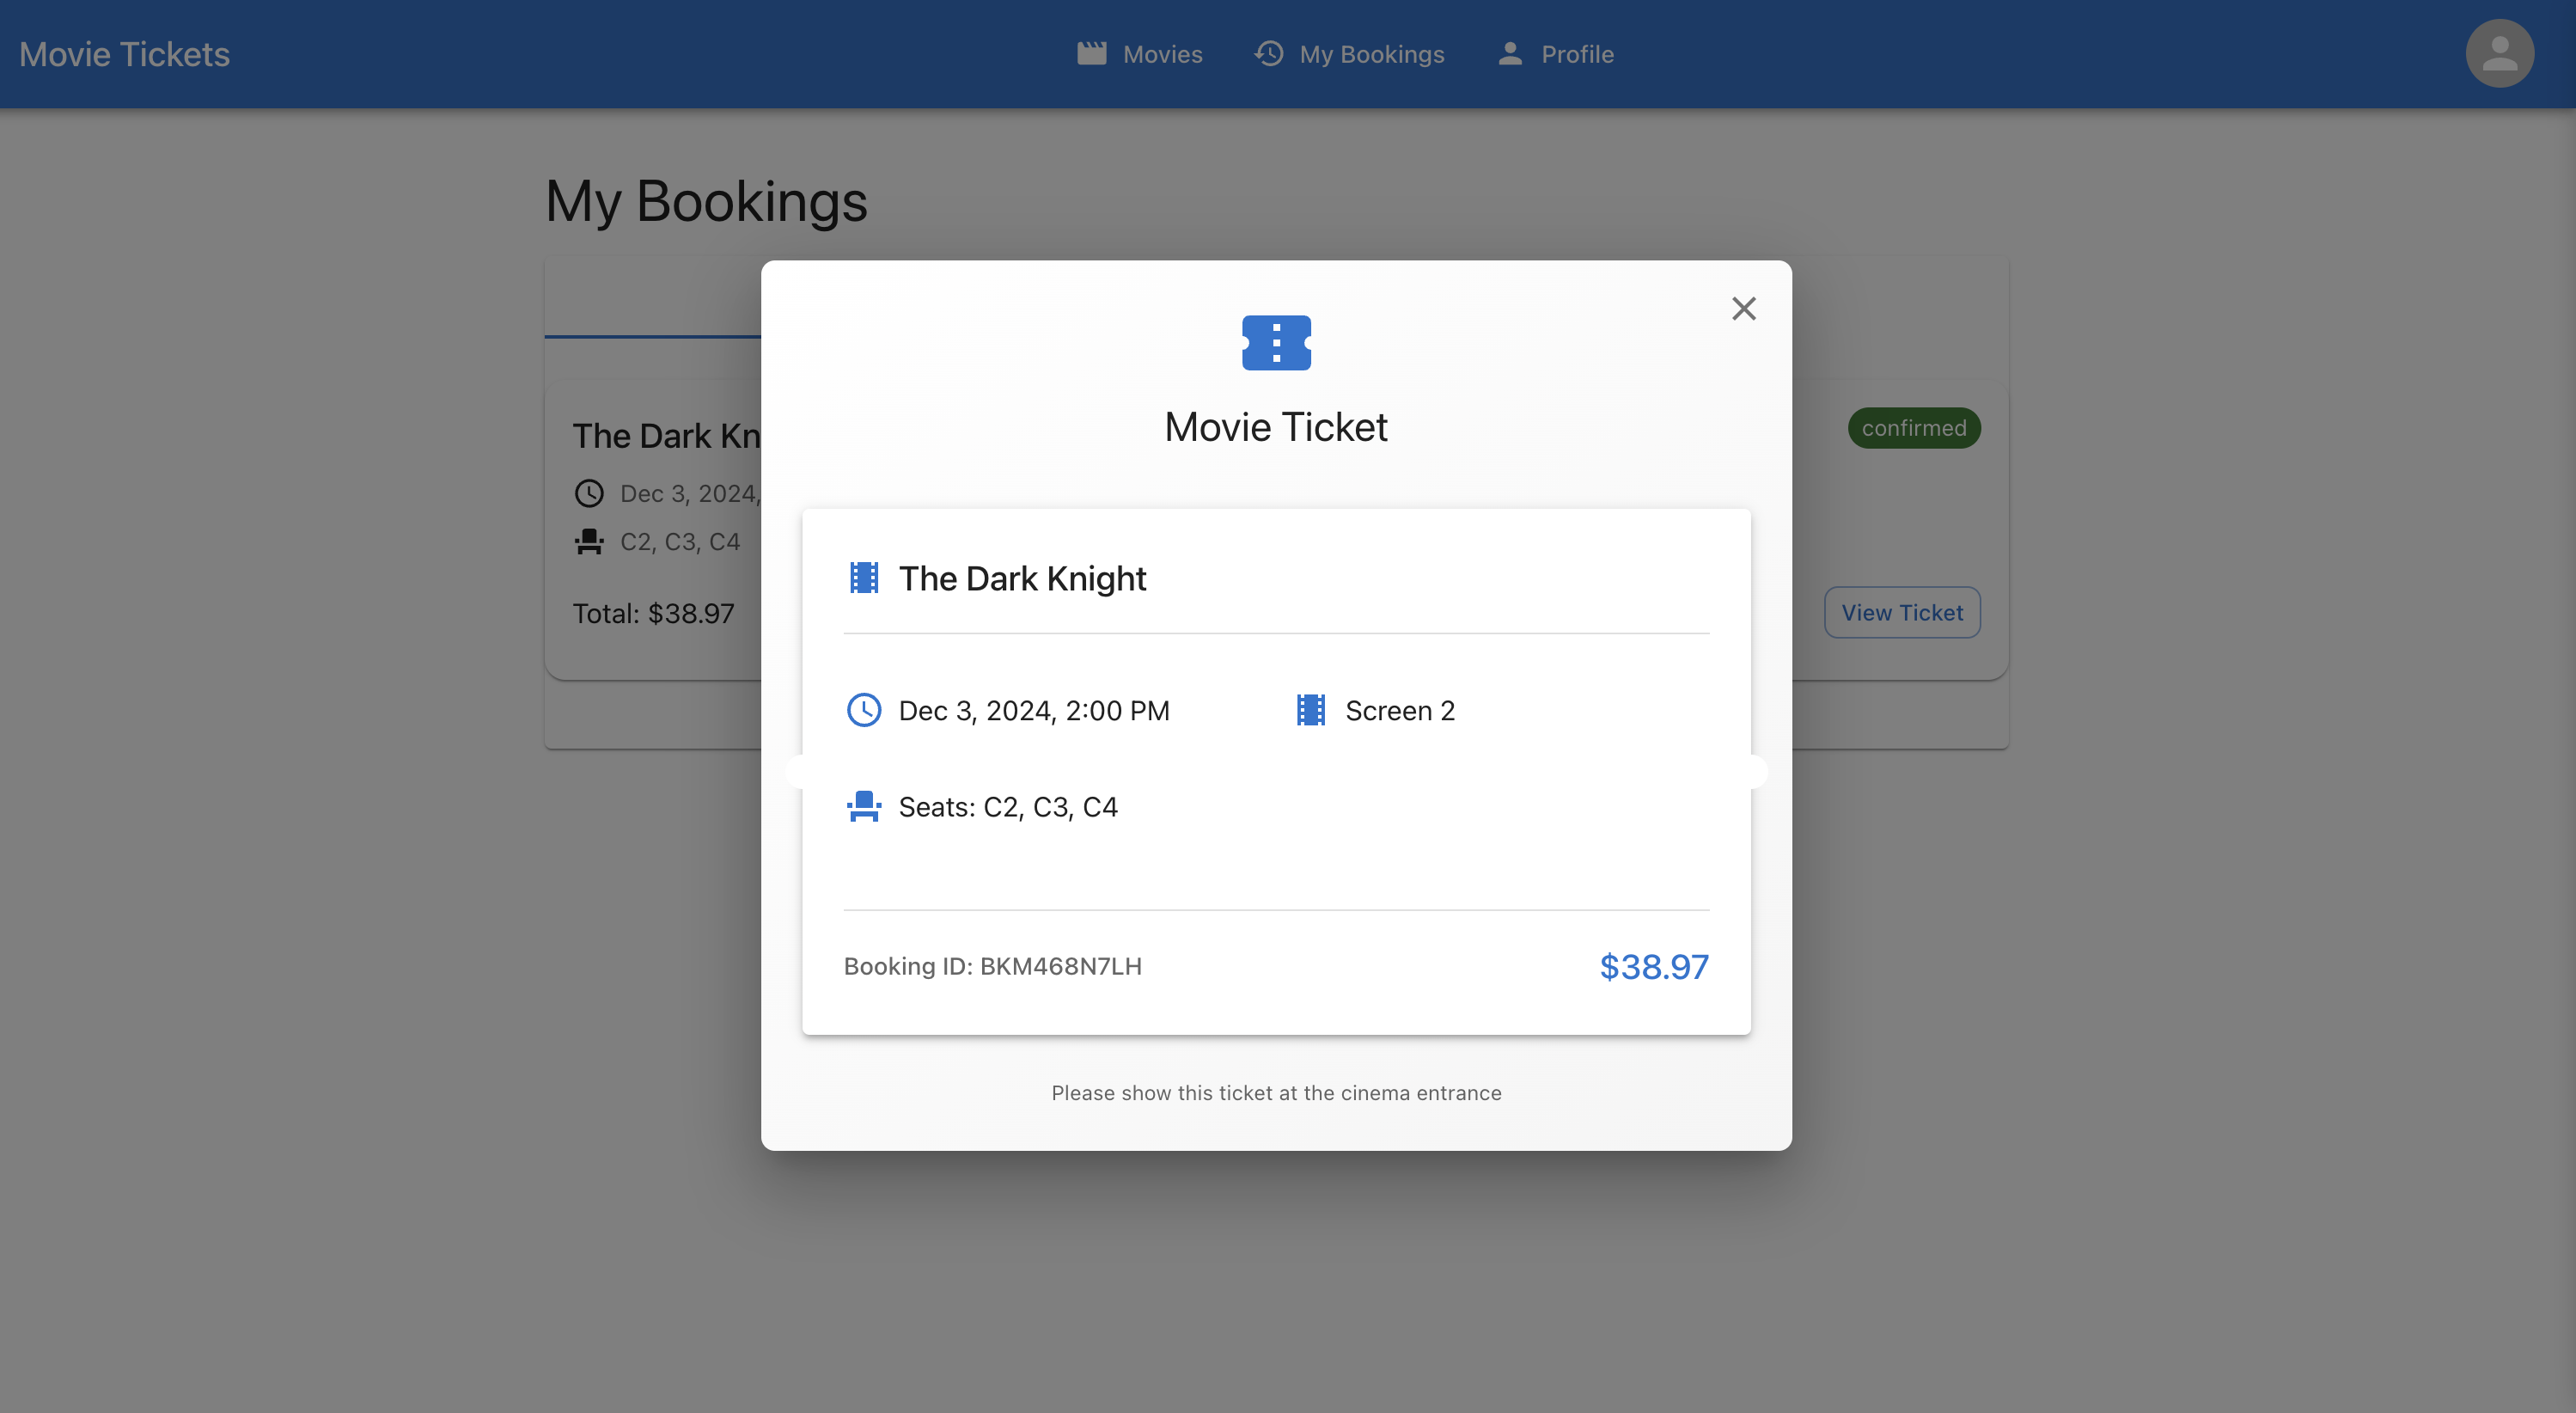 Movie Tickets
Movies
My Bookings
Profile
My Bookings
The Dark Kn
confirmed
Dec 3, 2024,
C2, C3, C4
Total: $38.97
View Ticket
Movie Ticket
The Dark Knight
Dec 3, 2024, 2:00 PM
Screen 2
Seats: C2, C3, C4
Booking ID: BKM468N7LH
$38.97
Please show this ticket at the cinema entrance